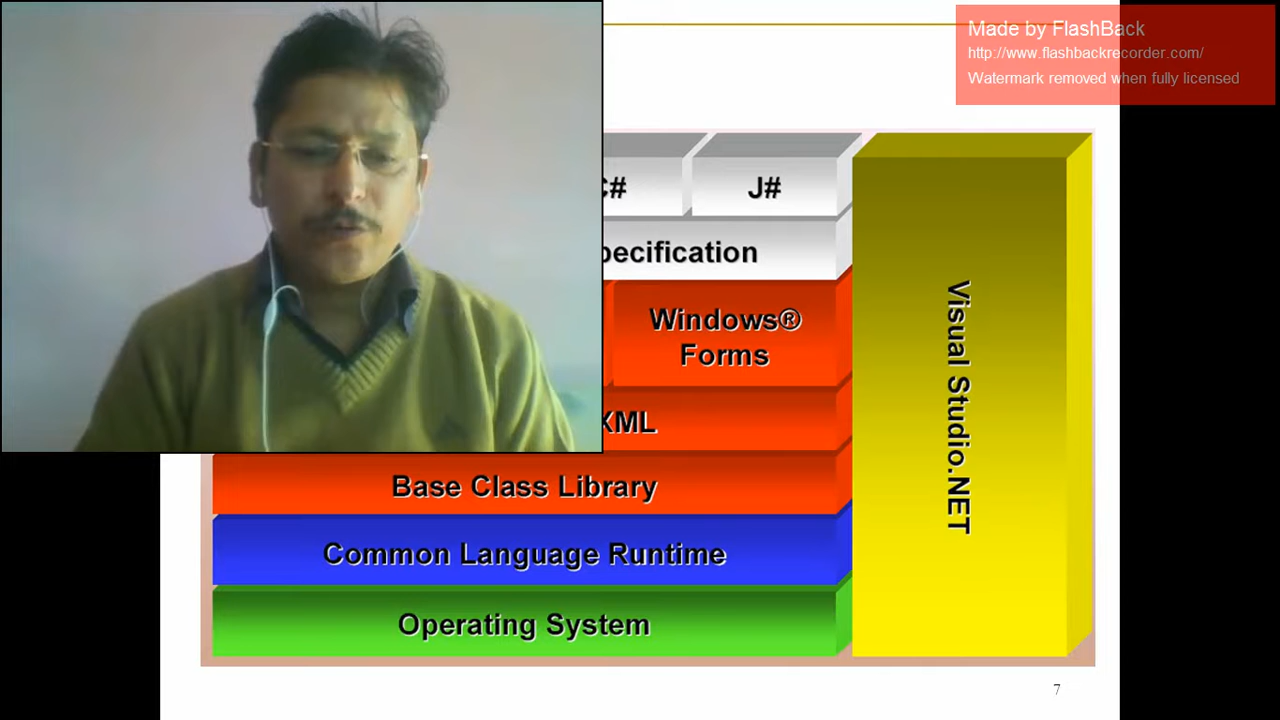 Made by FlashBack
http://www.flashbackrecorder.com/
Watermark removed when fully licensed
C#
J#
pecification
Windows®
Forms
XML
Base Class Library
Common Language Runtime
Operating System
Visual Studio.NET
7